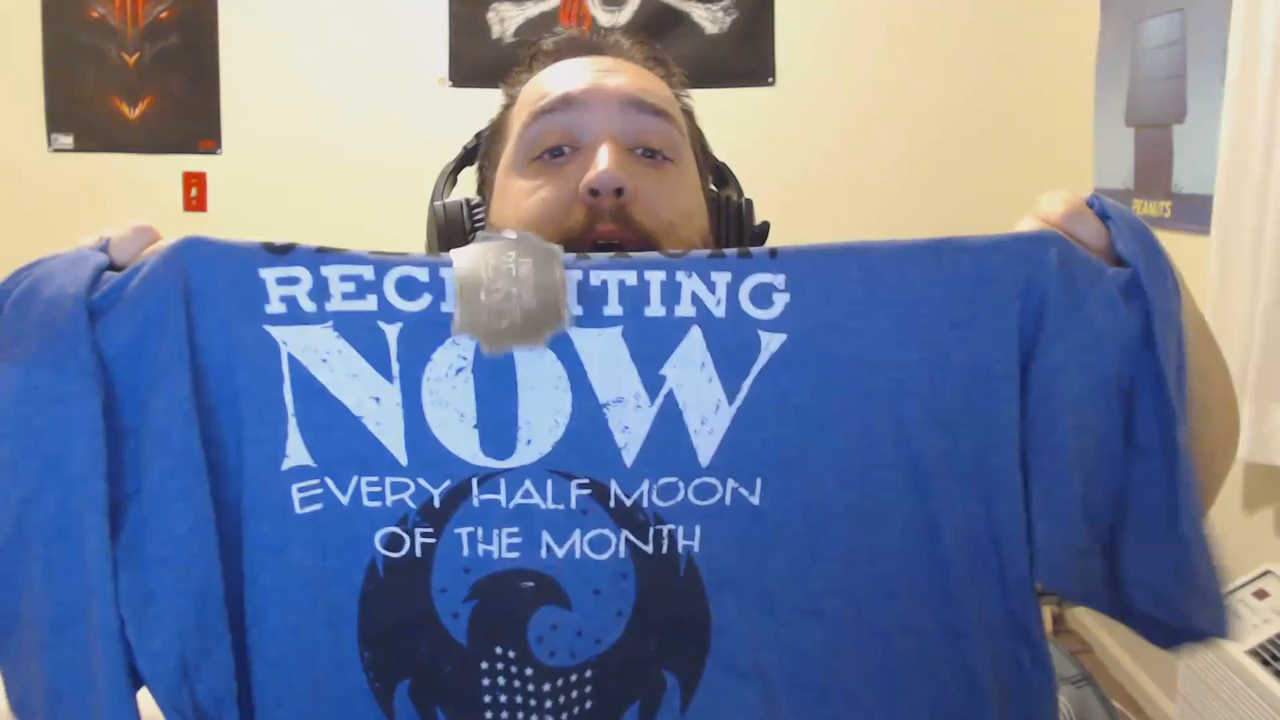 RECRUITING
NOW
EVERY HALF MOON
OF THE MONTH
PEANUTS